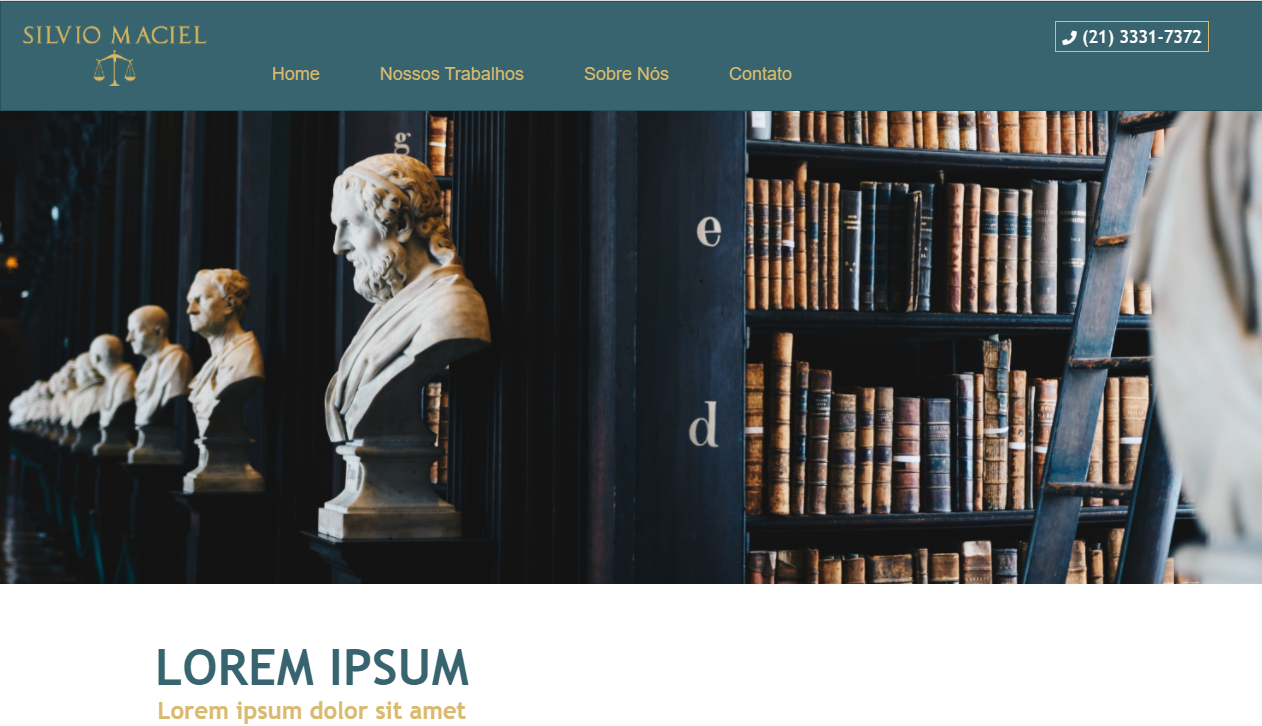 SILVIO MACIEL
(21) 3331-7372
Home Nossos Trabalhos Sobre Nós Contato
g
e
d
LOREM IPSUM
Lorem ipsum dolor sit amet